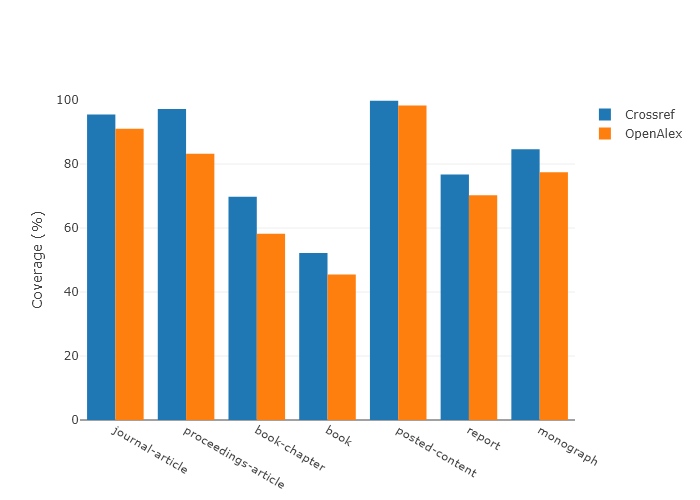 100
80
60
40
20
0
Coverage (%)
journal-article
proceedings-article
book-chapter
book
posted-content
report
monograph
Crossref
OpenAlex